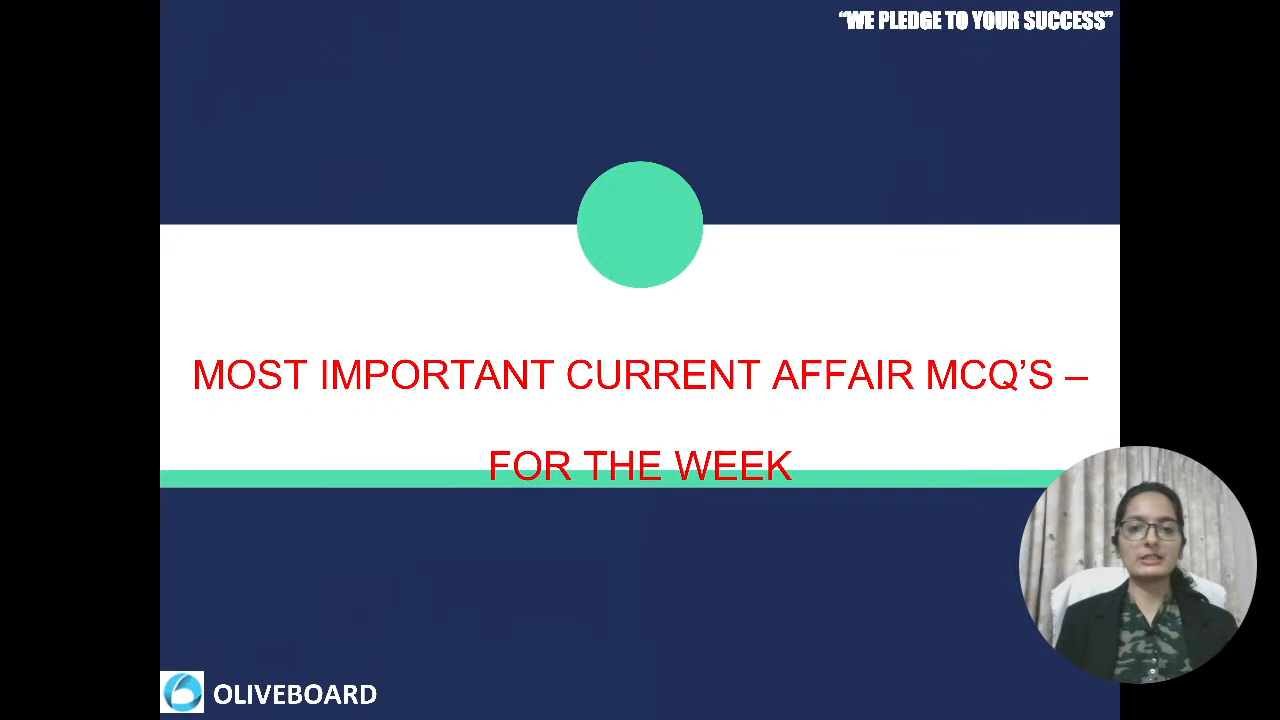 “WE PLEDGE TO YOUR SUCCESS”
MOST IMPORTANT CURRENT AFFAIR MCQ’S –
FOR THE WEEK
OLIVEBOARD